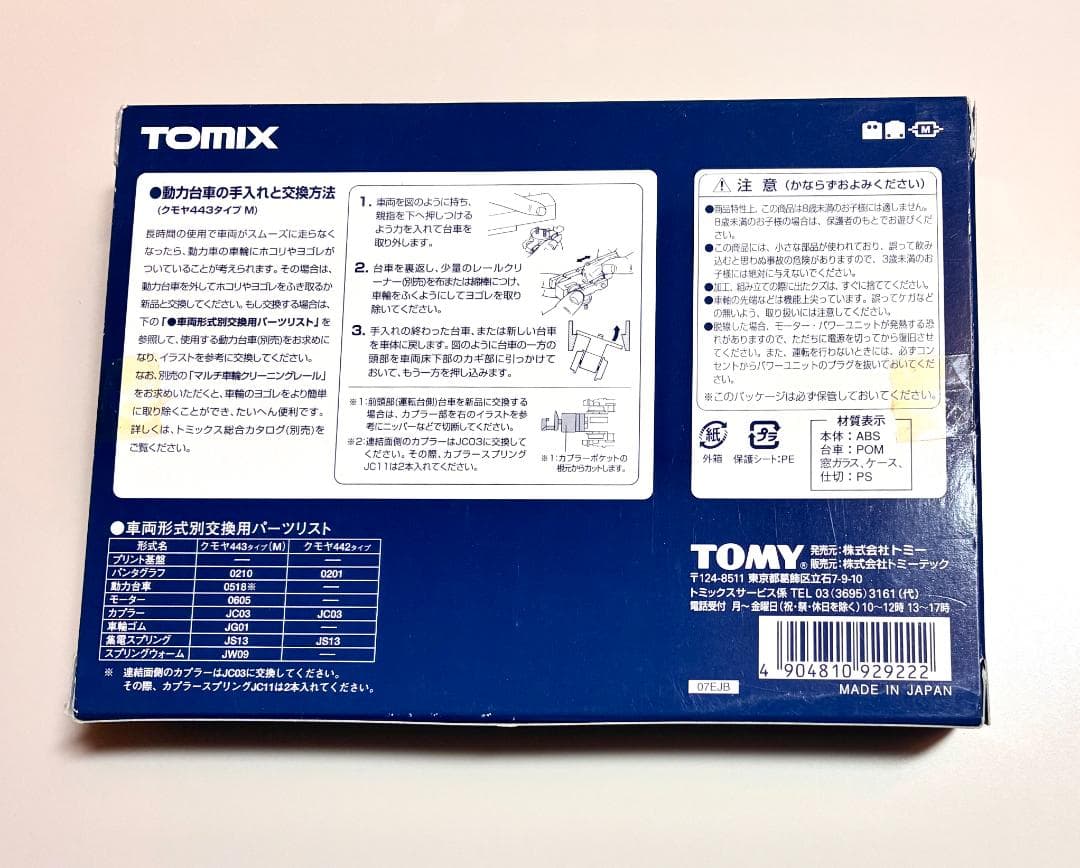 TOMIX
M
●動力台車の手入れと交換方法
(クモヤ443タイプ M)
長時間の使用で車両がスムーズに走らなく
なったら、動力車の車輪にホコリやヨゴレが
ついていることが考えられます。その場合は、
動力台車を外してホコリやヨゴレをふき取るか
新品と交換してください。もし交換する場合は、
下の「●車両形式別交換用パーツリスト」を
参照して、使用する動力台車(別売)をお求めに
なり、イラストを参考に交換してください。
なお、別売の「マルチ車輪クリーニングレール」
をお求めいただくと、車輪のヨゴレをより簡単
に取り除くことができ、たいへん便利です。
詳しくは、トミックス総合カタログ(別売)を
ご覧ください。
1. 車両を図のように持ち、
親指を下へ押しつける
よう力を入れて台車
を取り外します。
2. 台車を裏返し、少量のレールクリ
ーナー(別売)を布または綿棒につけ、
車輪をふくようにしてヨゴレを取り
除いてください。
3. 手入れの終わった台車、または新しい台車
を車体に戻します。図のように台車の一方の
頭部を車両床下部のカギ部に引っかけて
おいて、もう一方を押し込みます。
※1:前頭部(運転台側)台車を新品に交換する
場合は、カプラー部を右のイラストを参
考にニッパーなどで切断してください。
※2:連結面側のカプラーはJC03に交換して
ください。その際、カプラースプリング
JC11は2本入れてください。
※1:カプラーポケットの
根元からカットします。
⚠ 注意 (かならずおよみください)
●商品特性上、この商品は8歳未満のお子様には適しません。
8歳未満のお子様の場合は、保護者のもとでお遊びくだ
さい。
●この商品には、小さな部品が使われており、誤って飲み
込むと思わぬ事故の危険がありますので、3歳未満のお子
様には絶対に与えないでください。
●加工、組み立ての際に出たクズは、すぐに捨ててください。
●車軸の先端などは機能上尖っています。誤ってケガなど
の無いよう、取り扱いには注意してください。
●脱線した場合、モーター・パワーユニットが発熱する恐
れがありますので、ただちに電源を切ってから復旧させ
てください。また、運転を行わないときには、必ずコン
セントからパワーユニットのプラグを抜いておいてくだ
さい。
※このパッケージは必ず保管しておいてください。
紙
外箱
プラ
保護シート:PE
材質表示
本体:ABS
台車:POM
窓ガラス、ケース、
仕切:PS
●車両形式別交換用パーツリスト
形式名 クモヤ443タイプ(M) クモヤ442タイプ
プリント基盤 ── ──
パンタグラフ 0210 0201
動力台車 0518※ ──
モーター 0605 ──
カプラー JC03 JC03
車輪ゴム JG01 ──
集電スプリング JS13 JS13
スプリングウォーム JW09 ──
※ 連結面側のカプラーはJC03に交換してください。
その際、カプラースプリングJC11は2本入れてください。
TOMY® 発売元:株式会社トミー
販売元:株式会社トミーテック
〒124-8511 東京都葛飾区立石7-9-10
トミックスサービス係 TEL 03(3695)3161(代)
電話受付 月~金曜日(祝・祭・休日を除く)10~12時 13~17時
4 904810 929222
07EJB
MADE IN JAPAN